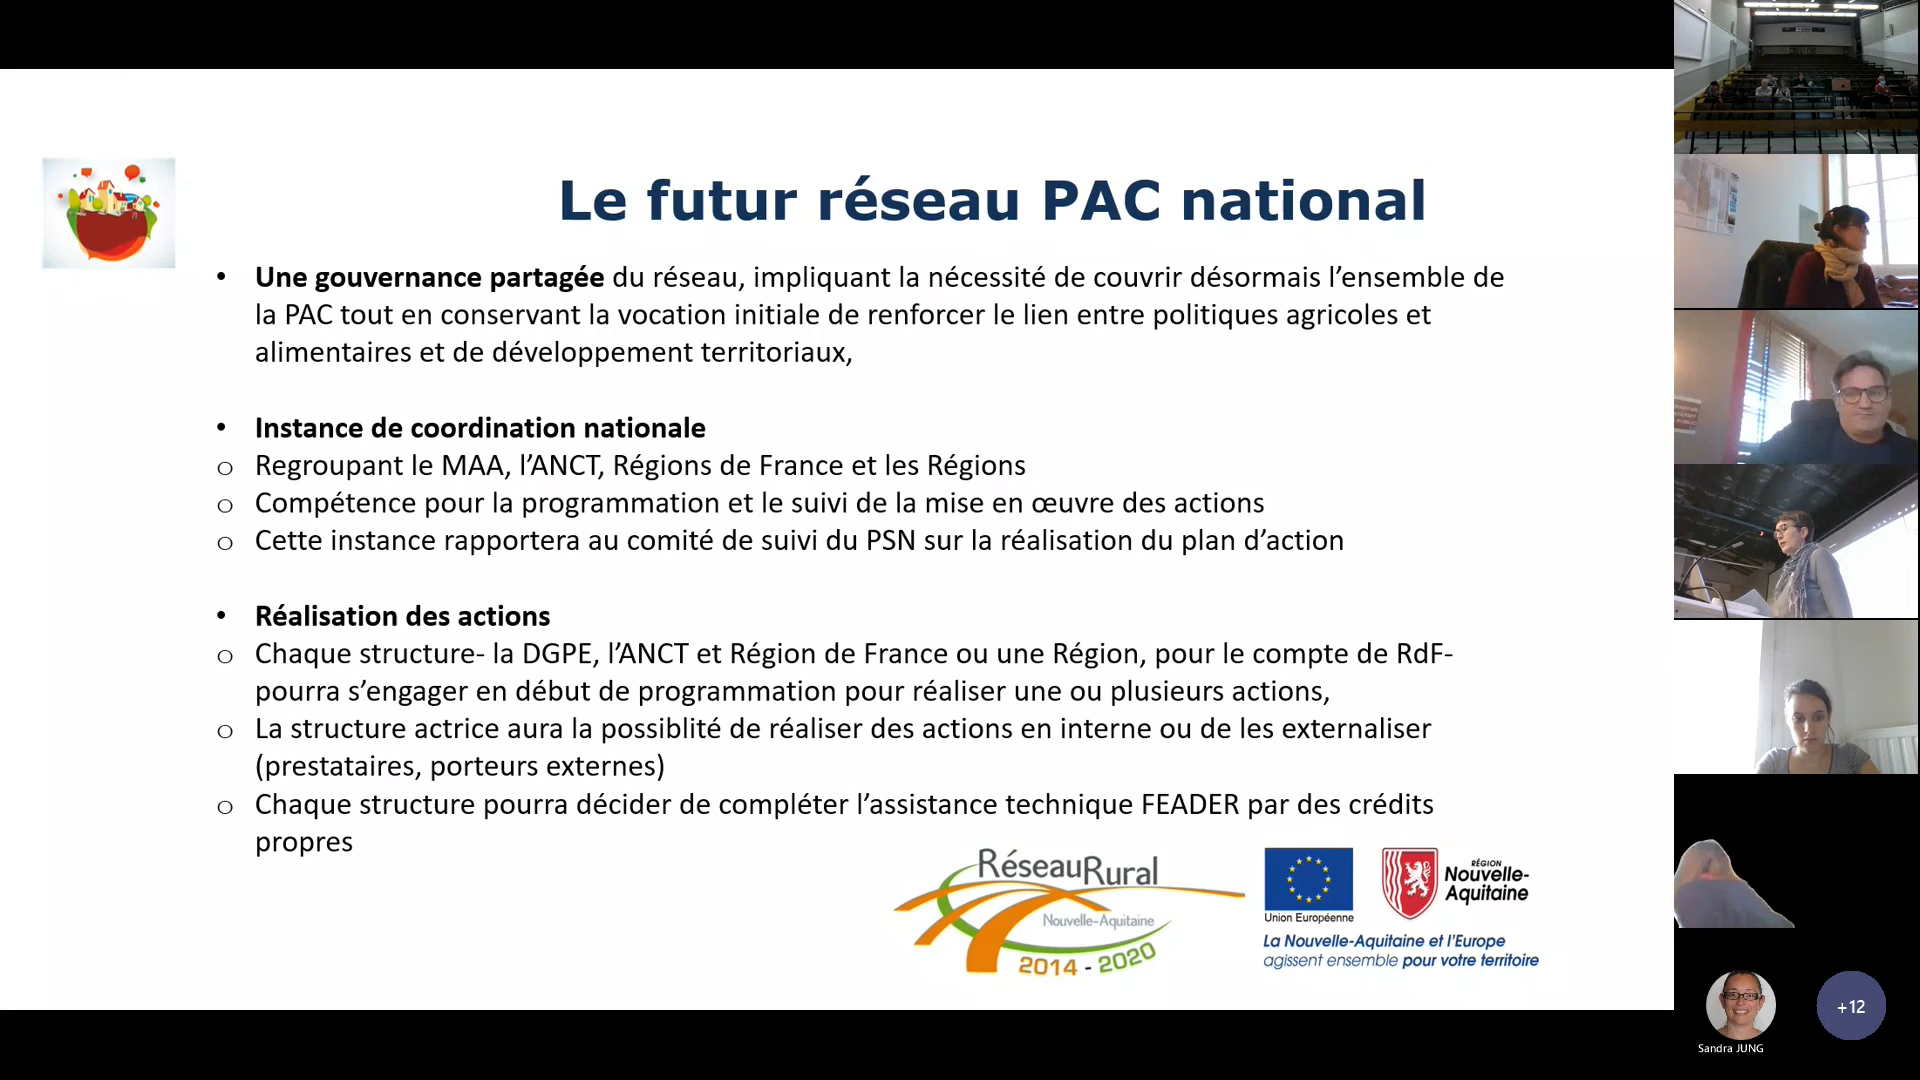 Le futur réseau PAC national
• Une gouvernance partagée du réseau, impliquant la nécessité de couvrir désormais l’ensemble de
la PAC tout en conservant la vocation initiale de renforcer le lien entre politiques agricoles et
alimentaires et de développement territoriaux,
• Instance de coordination nationale
o Regroupant le MAA, l’ANCT, Régions de France et les Régions
o Compétence pour la programmation et le suivi de la mise en œuvre des actions
o Cette instance rapportera au comité de suivi du PSN sur la réalisation du plan d’action
• Réalisation des actions
o Chaque structure- la DGPE, l’ANCT et Région de France ou une Région, pour le compte de RdF-
pourra s’engager en début de programmation pour réaliser une ou plusieurs actions,
o La structure actrice aura la possiblité de réaliser des actions en interne ou de les externaliser
(prestataires, porteurs externes)
o Chaque structure pourra décider de compléter l’assistance technique FEADER par des crédits
propres
RéseauRural
Nouvelle-Aquitaine
2014 - 2020
Union Européenne
RÉGION
Nouvelle-
Aquitaine
La Nouvelle-Aquitaine et l’Europe
agissent ensemble pour votre territoire
+12
Sandra JUNG